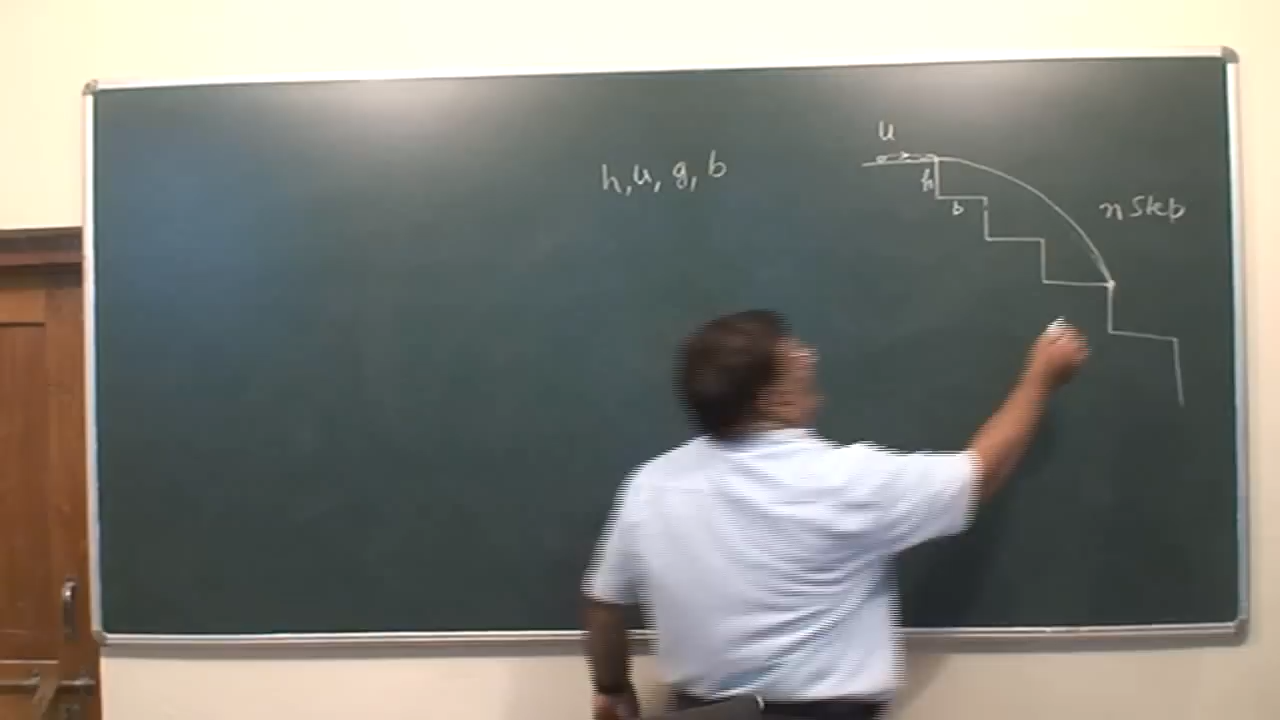 u
h, u, g, b
h
b
n Step